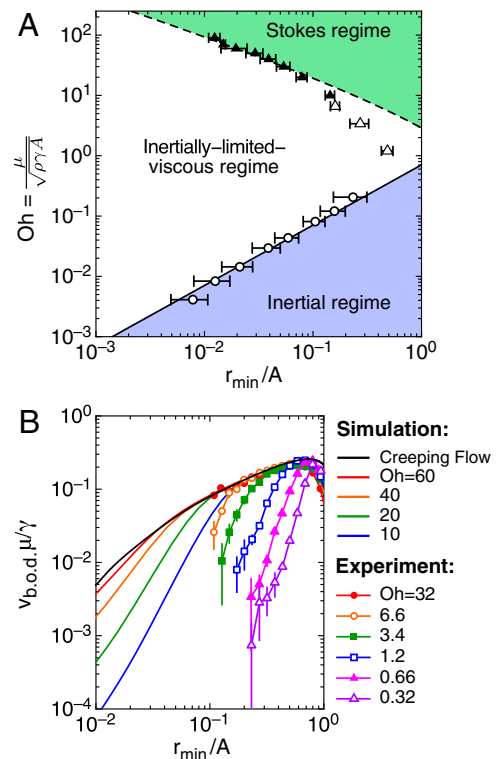 A
Oh = μ/√ργA
10²
10¹
10⁰
10⁻¹
10⁻²
10⁻³
Stokes regime
Inertially–limited–
viscous regime
Inertial regime
10⁻³ 10⁻² 10⁻¹ 10⁰
r_min/A
B
v_b.o.d. μ/γ
10⁰
10⁻¹
10⁻²
10⁻³
10⁻⁴
10⁻² 10⁻¹ 10⁰
r_min/A
Simulation:
Creeping Flow
Oh=60
40
20
10
Experiment:
Oh=32
6.6
3.4
1.2
0.66
0.32